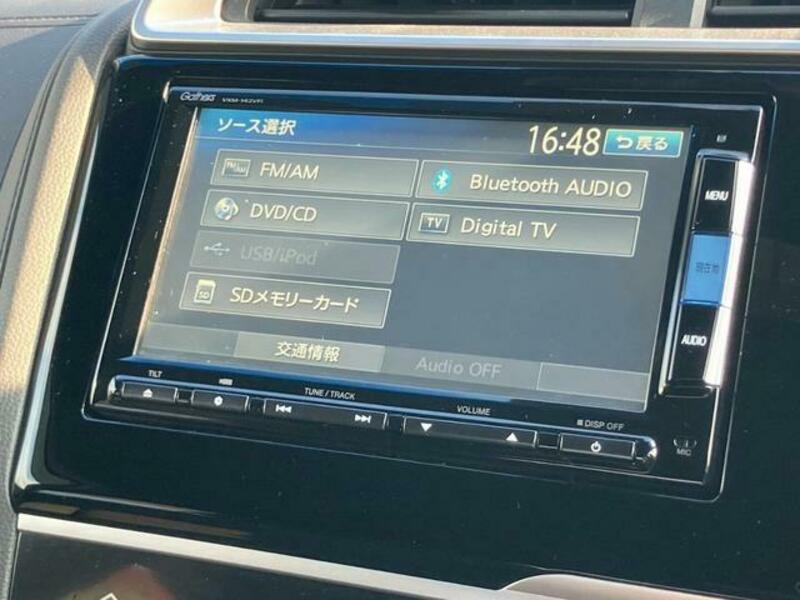 Gathers
ソース選択
16:48
戻る
FM/AM
Bluetooth AUDIO
DVD/CD
TV
Digital TV
USB/iPod
SD
SDメモリーカード
交通情報
Audio OFF
MENU
現在地
AUDIO
TILT
TUNE / TRACK
VOLUME
DISP OFF
MIC